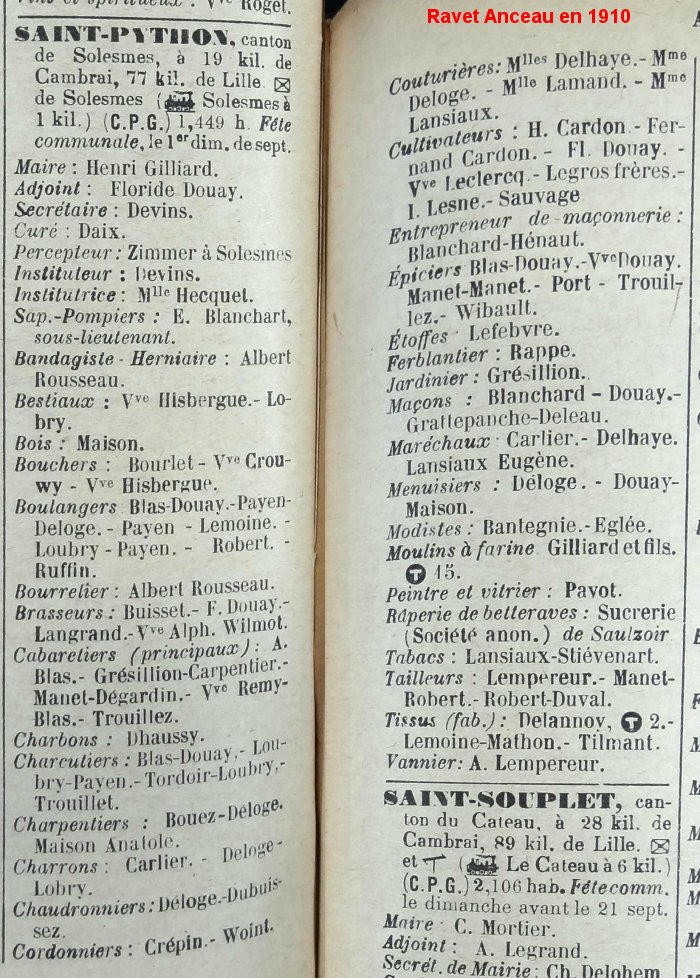 Vins et spiritueux : Vve Roget.
SAINT-PYTHON, canton
de Solesmes, à 19 kil. de
Cambrai, 77 kil. de Lille
de Solesmes ( Solesmes à
1 kil.) (C.P.G.) 1,449 h. Fête
communale, le 1er dim. de sept.
Maire : Henri Gilliard.
Adjoint : Floride Douay.
Secrétaire : Devins.
Curé : Daix.
Percepteur : Zimmer à Solesmes
Instituteur : Devins.
Institutrice : Mlle Hecquet.
Sap.-Pompiers : E. Blanchart,
sous-lieutenant.
Bandagiste - Herniaire : Albert
Rousseau.
Bestiaux : Vve Hisbergue.- Lo-
bry.
Bois : Maison.
Bouchers : Bourlet - Vve Crou-
wy - Vve Hisbergue.
Boulangers Blas-Douay.-Payen-
Deloge. - Payen - Lemoine. -
Loubry - Payen. - Robert. -
Ruffin.
Bourrelier : Albert Rousseau.
Brasseurs : Buisset.- F. Douay.-
Langrand.-Vve Alph. Wilmot.
Cabaretiers (principaux) : A.
Blas.- Grésillion-Carpentier.-
Manet-Dégardin.- Vve Remy-
Blas.- Trouillez.
Charbons : Dhaussy.
Charcutiers : Blas-Douay.- Lou-
bry-Payen.- Tordoir-Loubry.-
Trouillet.
Charpentiers : Bouez-Déloge.
Maison Anatole.
Charrons : Carlier. - Deloge-
Lobry.
Chaudronniers : Déloge.-Dubuis-
sez.
Cordonniers : Crépin.- Woint.
Ravet Anceau en 1910
Couturières : Mlles Delhaye.- Mme
Deloge. - Mlle Lamand. - Mme
Lansiaux.
Cultivateurs : H. Cardon - Fer-
nand Cardon. - Fl. Douay. -
Vve Leclercq.- Legros frères.-
I. Lesne.- Sauvage
Entrepreneur de maçonnerie :
Blanchard-Hénaut.
Épiciers Blas-Douay.-Vve Douay.
Manet-Manet.- Port - Trouil-
lez.- Wibault.
Étoffes · Lefebvre.
Ferblantier : Rappe.
Jardinier : Grésillion.
Maçons : Blanchard - Douay.-
Grattepanche-Deleau.
Maréchaux · Carlier.- Delhaye.
Lansiaux Eugène.
Menuisiers : Déloge. - Douay-
Maison.
Modistes : Bantegnie.-Eglée.
Moulins à farine Gilliard et fils.
T 15.
Peintre et vitrier : Pavot.
Râperie de betteraves : Sucrerie
(Société anon.) de Saulzoir
Tabacs : Lansiaux-Stiévenart.
Tailleurs : Lempereur.- Manet-
Robert.- Robert-Duval.
Tissus (fab.) : Delannoy, T 2.-
Lemoine-Mathon.- Tilmant.
Vannier : A. Lempereur.
SAINT-SOUPLET, can-
ton du Cateau, à 28 kil. de
Cambrai, 89 kil. de Lille.
et ( Le Cateau à 6 kil.)
(C.P.G.) 2,106 hab. Fête comm.
le dimanche avant le 21 sept.
Maire · C. Mortier.
Adjoint : A. Legrand.
Secrét. de Mairie : Ch. Delohem